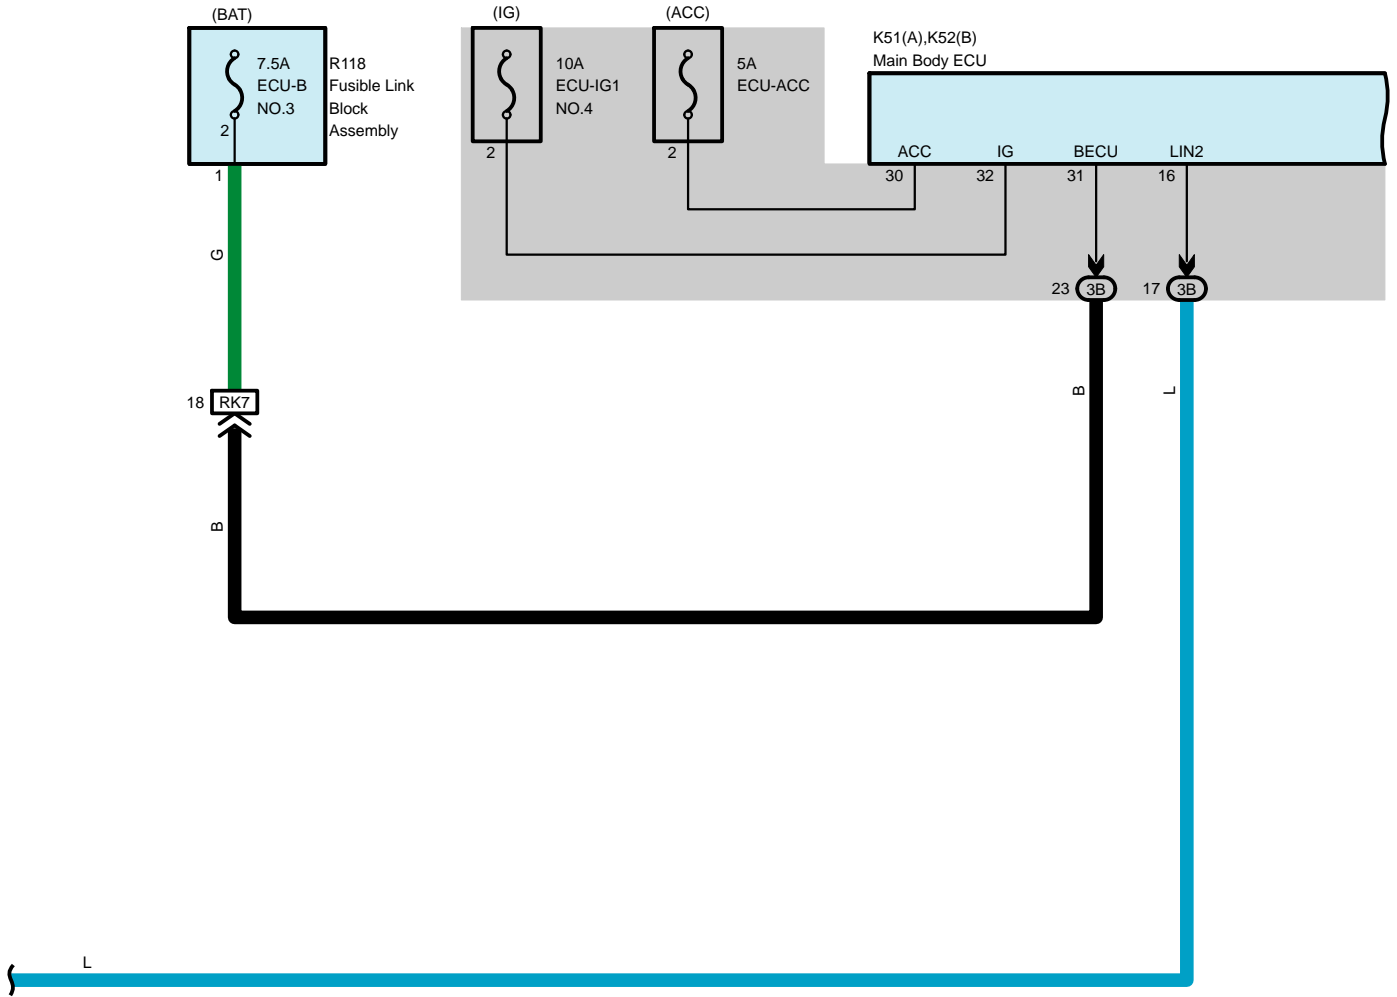 (BAT)
(IG)
(ACC)
7.5A
ECU-B
NO.3
2
R118
Fusible Link
Block
Assembly
10A
ECU-IG1
NO.4
5A
ECU-ACC
K51(A),K52(B)
Main Body ECU
2
2
ACC
IG
BECU
LIN2
1
30
32
31
16
G
23
3B
17
3B
18
RK7
B
L
B
L